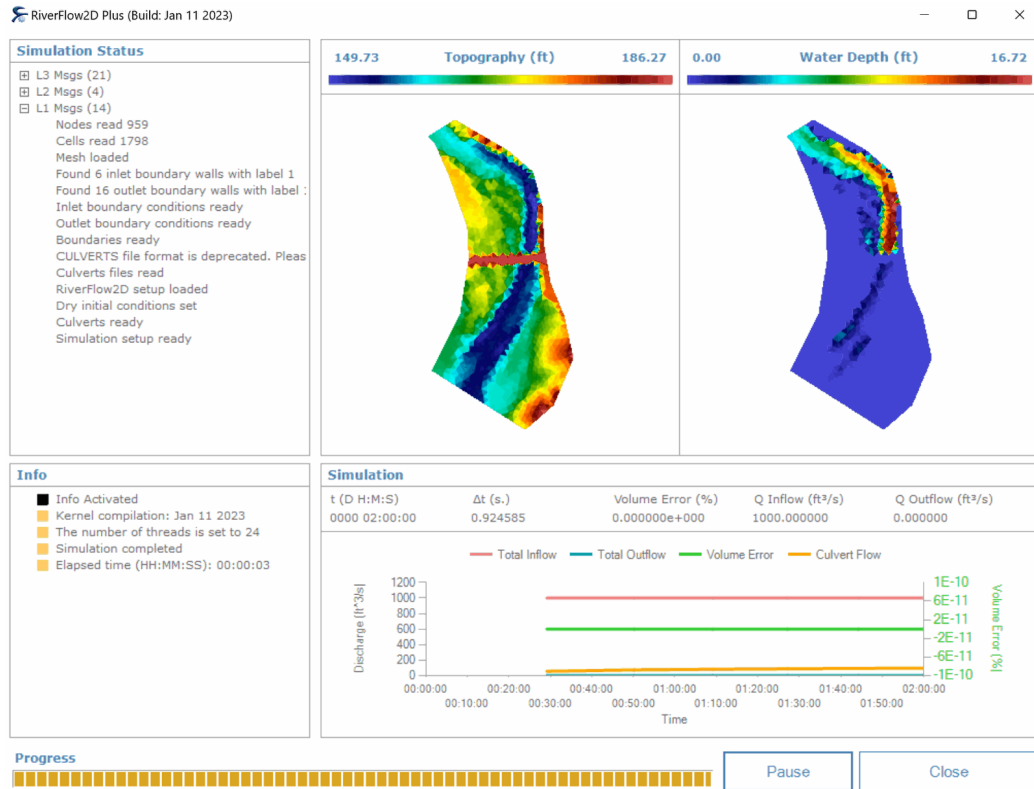 RiverFlow2D Plus (Build: Jan 11 2023)
Simulation Status
L3 Msgs (21)
L2 Msgs (4)
L1 Msgs (14)
Nodes read 959
Cells read 1798
Mesh loaded
Found 6 inlet boundary walls with label 1
Found 16 outlet boundary walls with label
Inlet boundary conditions ready
Outlet boundary conditions ready
Boundaries ready
CULVERTS file format is deprecated. Pleas
Culverts files read
RiverFlow2D setup loaded
Dry initial conditions set
Culverts ready
Simulation setup ready
149.73 Topography (ft) 186.27
0.00 Water Depth (ft) 16.72
Info
Info Activated
Kernel compilation: Jan 11 2023
The number of threads is set to 24
Simulation completed
Elapsed time (HH:MM:SS): 00:00:03
Simulation
t (D H:M:S) Δt (s.) Volume Error (%) Q Inflow (ft³/s) Q Outflow (ft³/s)
0000 02:00:00 0.924585 0.000000e+000 1000.000000 0.000000
Total Inflow Total Outflow Volume Error Culvert Flow
Discharge [ft^3/s]
1200
1000
800
600
400
200
0
1E-10
6E-11
2E-11
-2E-11
-6E-11
-1E-10
Volume Error [%]
00:00:00 00:20:00 00:40:00 01:00:00 01:20:00 01:40:00 02:00:00
00:10:00 00:30:00 00:50:00 01:10:00 01:30:00 01:50:00
Time
Progress
Pause
Close